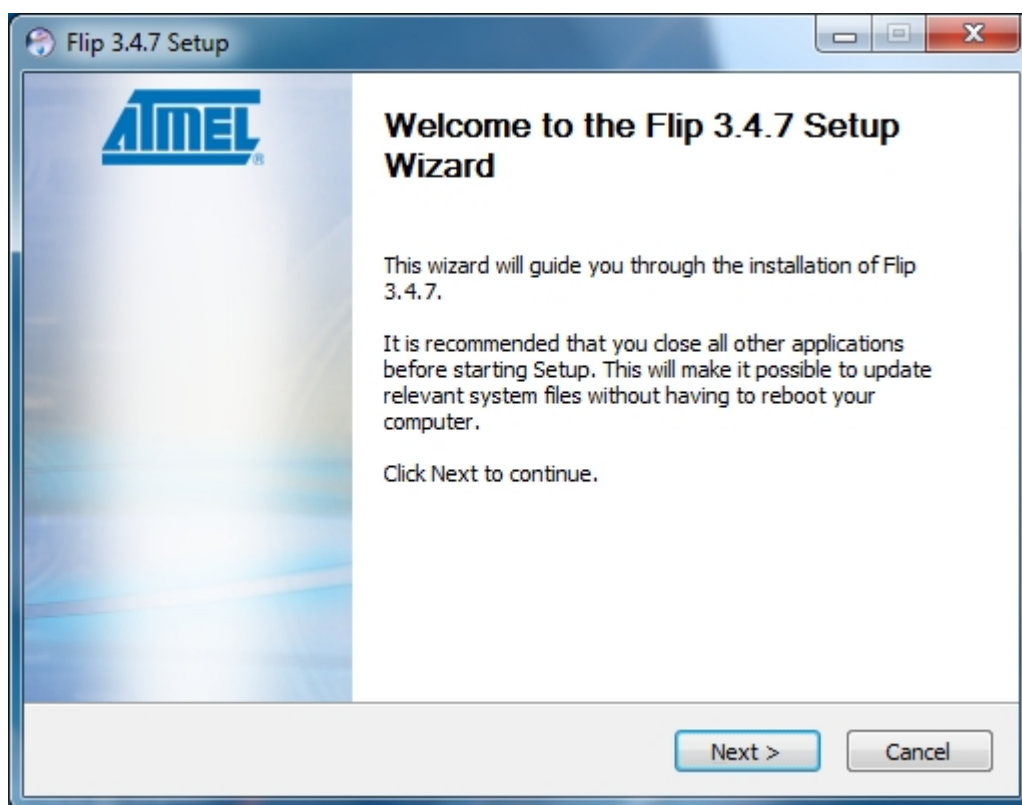 Flip 3.4.7 Setup
ATMEL
®
Welcome to the Flip 3.4.7 Setup
Wizard
This wizard will guide you through the installation of Flip
3.4.7.
It is recommended that you close all other applications
before starting Setup. This will make it possible to update
relevant system files without having to reboot your
computer.
Click Next to continue.
Next >
Cancel